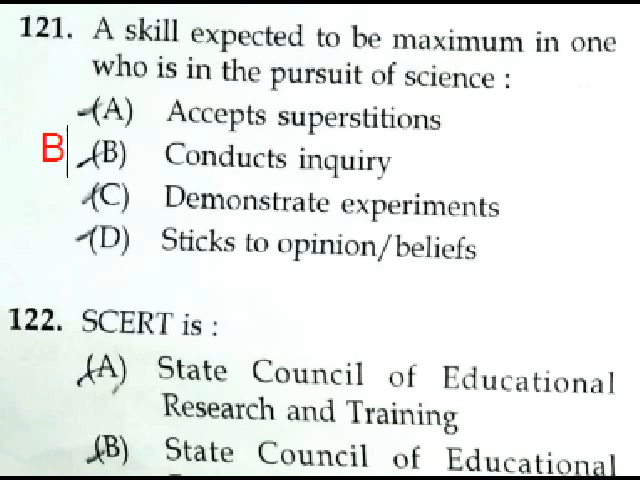 121. A skill expected to be maximum in one
who is in the pursuit of science :
(A) Accepts superstitions
B (B) Conducts inquiry
(C) Demonstrate experiments
(D) Sticks to opinion/beliefs
122. SCERT is :
(A) State Council of Educational
Research and Training
(B) State Council of Educational